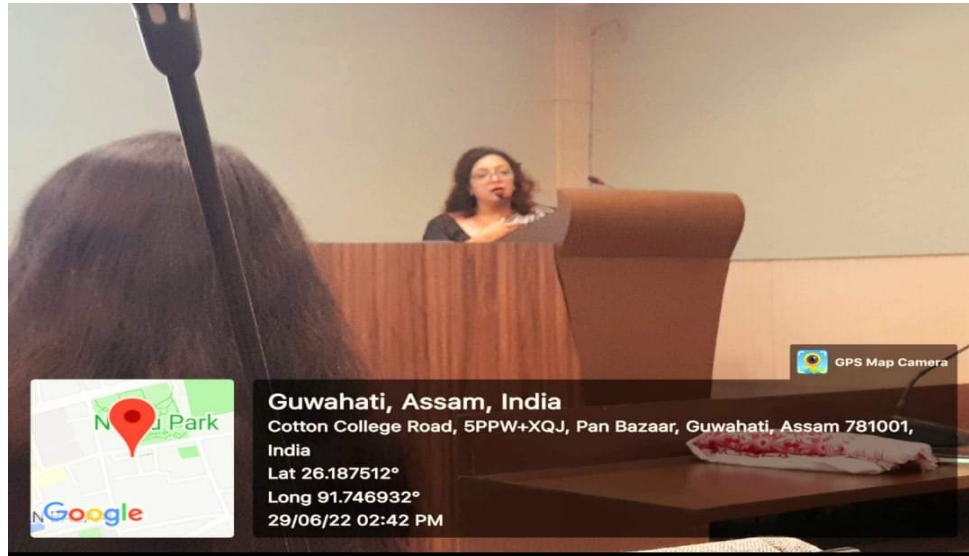 GPS Map Camera
Guwahati, Assam, India
Cotton College Road, 5PPW+XQJ, Pan Bazaar, Guwahati, Assam 781001,
India
Lat 26.187512°
Long 91.746932°
29/06/22 02:42 PM
Park
Google